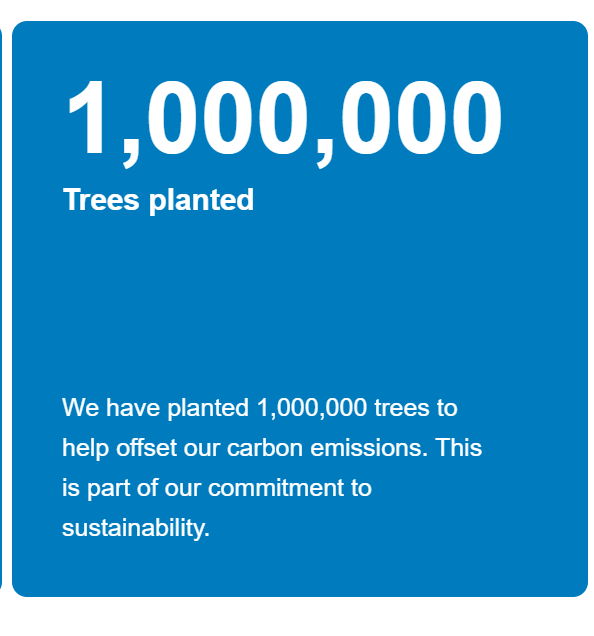 1,000,000
Trees planted
We have planted 1,000,000 trees to
help offset our carbon emissions. This
is part of our commitment to
sustainability.